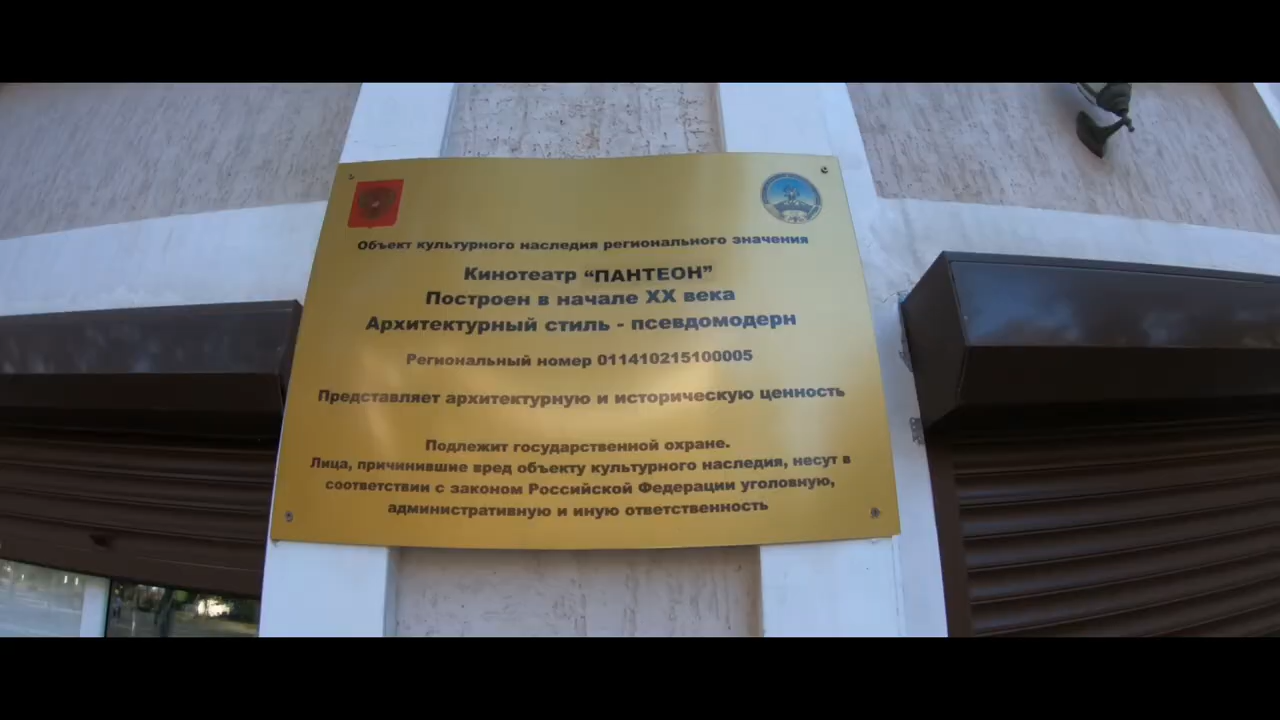 Объект культурного наследия регионального значения
Кинотеатр “ПАНТЕОН”
Построен в начале XX века
Архитектурный стиль - псевдомодерн
Региональный номер 011410215100005
Представляет архитектурную и историческую ценность
Подлежит государственной охране.
Лица, причинившие вред объекту культурного наследия, несут в
соответствии с законом Российской Федерации уголовную,
административную и иную ответственность